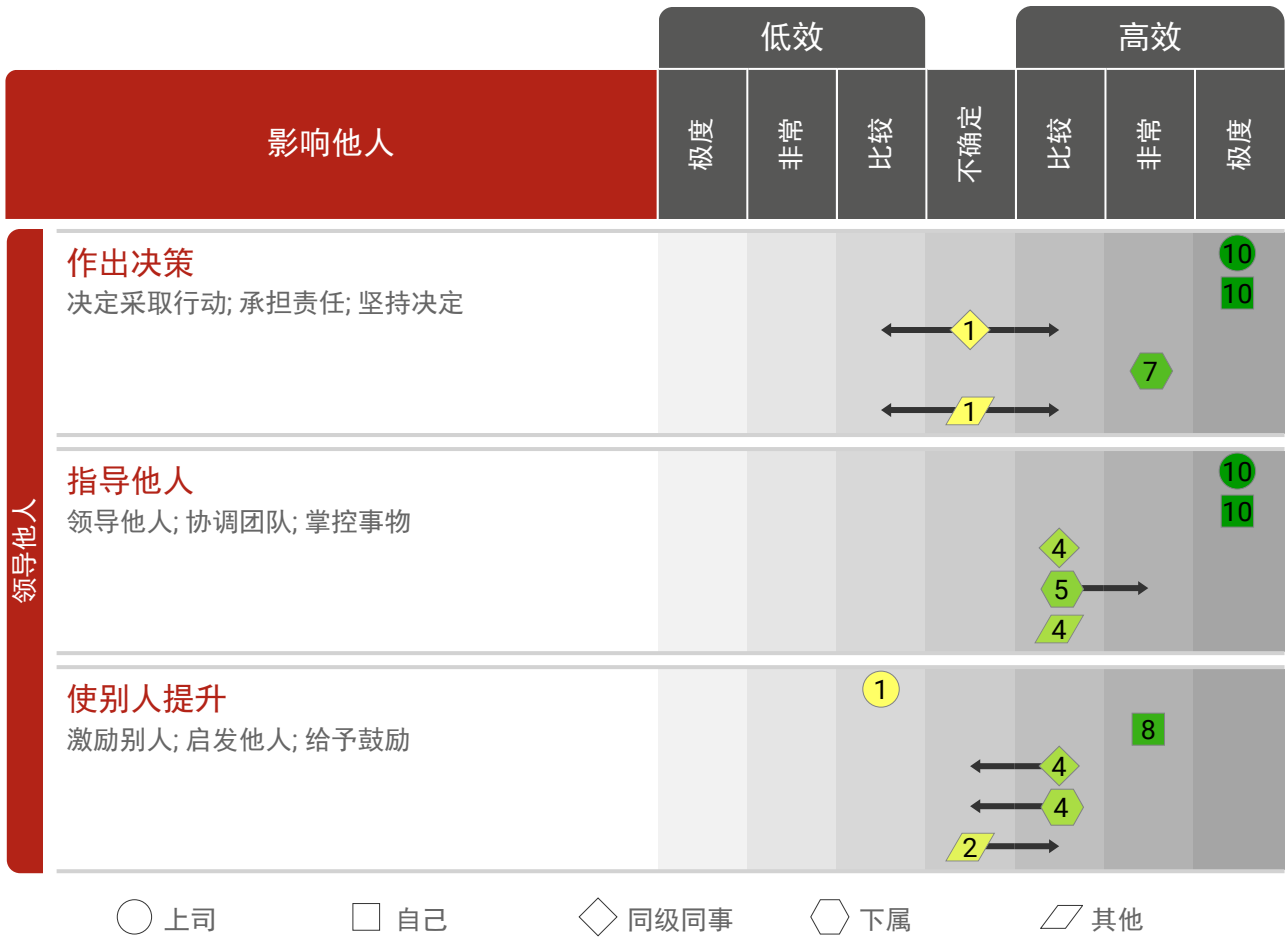 低效
高效
影响他人
极度
非常
比较
不确定
比较
非常
极度
领导他人
作出决策
决定采取行动; 承担责任; 坚持决定
10
10
1
7
1
指导他人
领导他人; 协调团队; 掌控事物
10
10
4
5
4
使别人提升
激励别人; 启发他人; 给予鼓励
1
8
4
4
2
上司
自己
同级同事
下属
其他